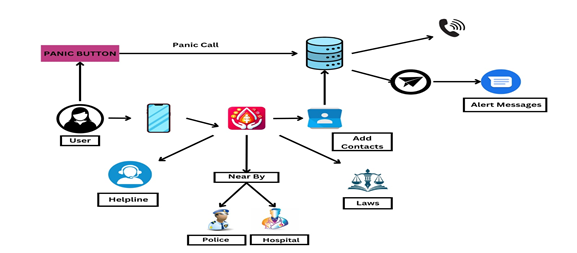 Panic Call
PANIC BUTTON
Alert Messages
User
Add
Contacts
Near By
Helpline
Laws
Police
Hospital